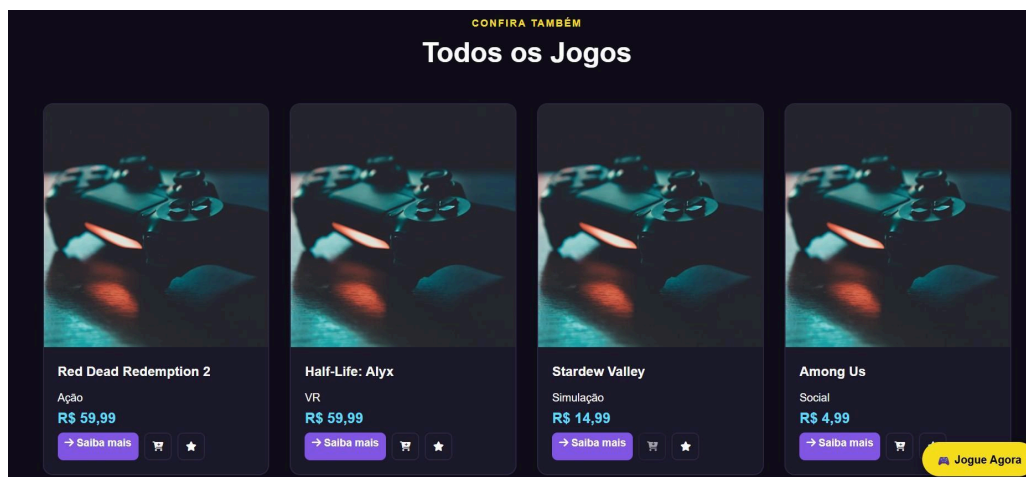 CONFIRA TAMBÉM
Todos os Jogos
Red Dead Redemption 2
Ação
R$ 59,99
→ Saiba mais
Half-Life: Alyx
VR
R$ 59,99
→ Saiba mais
Stardew Valley
Simulação
R$ 14,99
→ Saiba mais
Among Us
Social
R$ 4,99
→ Saiba mais
Jogue Agora